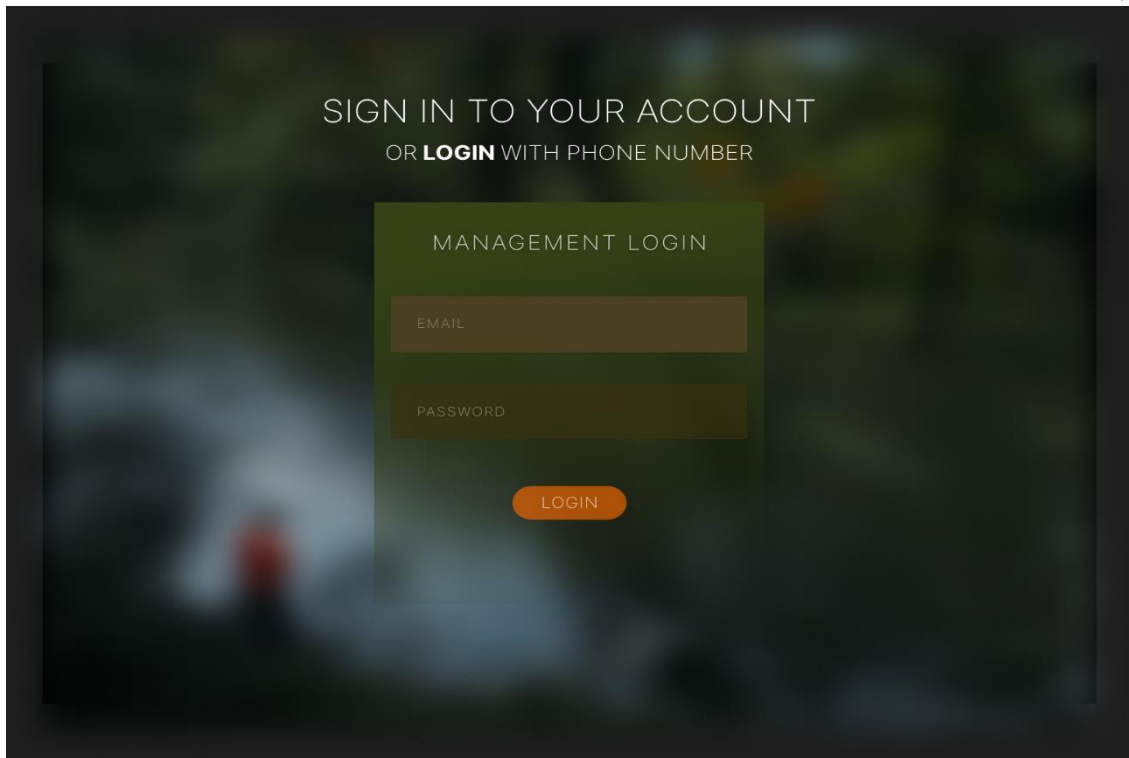 SIGN IN TO YOUR ACCOUNT
OR LOGIN WITH PHONE NUMBER
MANAGEMENT LOGIN
EMAIL
PASSWORD
LOGIN